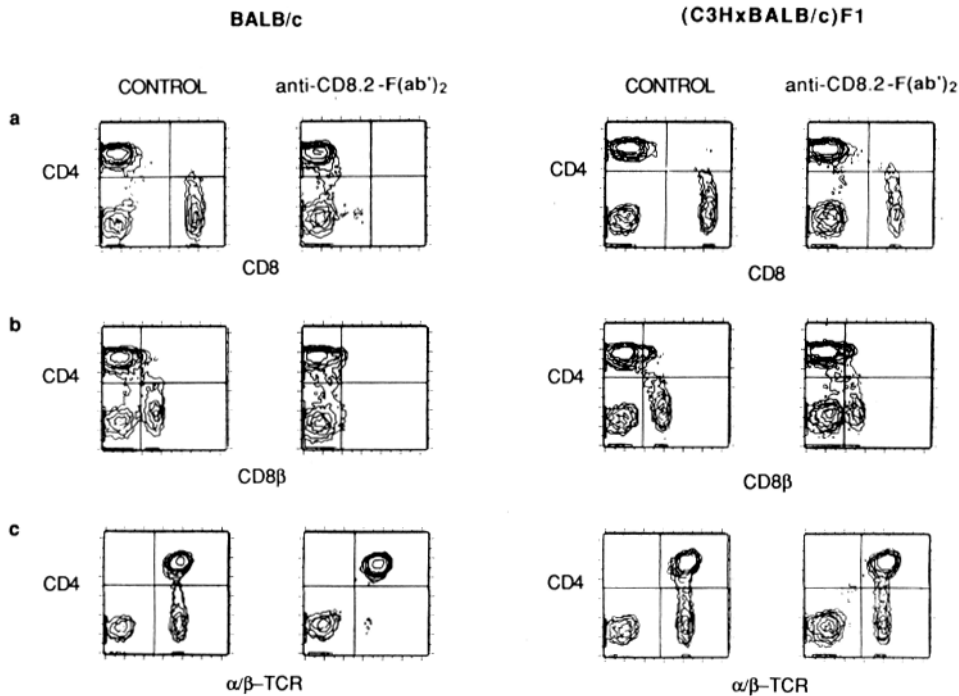 BALB/c
(C3HxBALB/c)F1
CONTROL
anti-CD8.2-F(ab')₂
CONTROL
anti-CD8.2-F(ab')₂
a
CD4
CD4
CD8
CD8
b
CD4
CD4
CD8β
CD8β
c
CD4
CD4
α/β–TCR
α/β–TCR